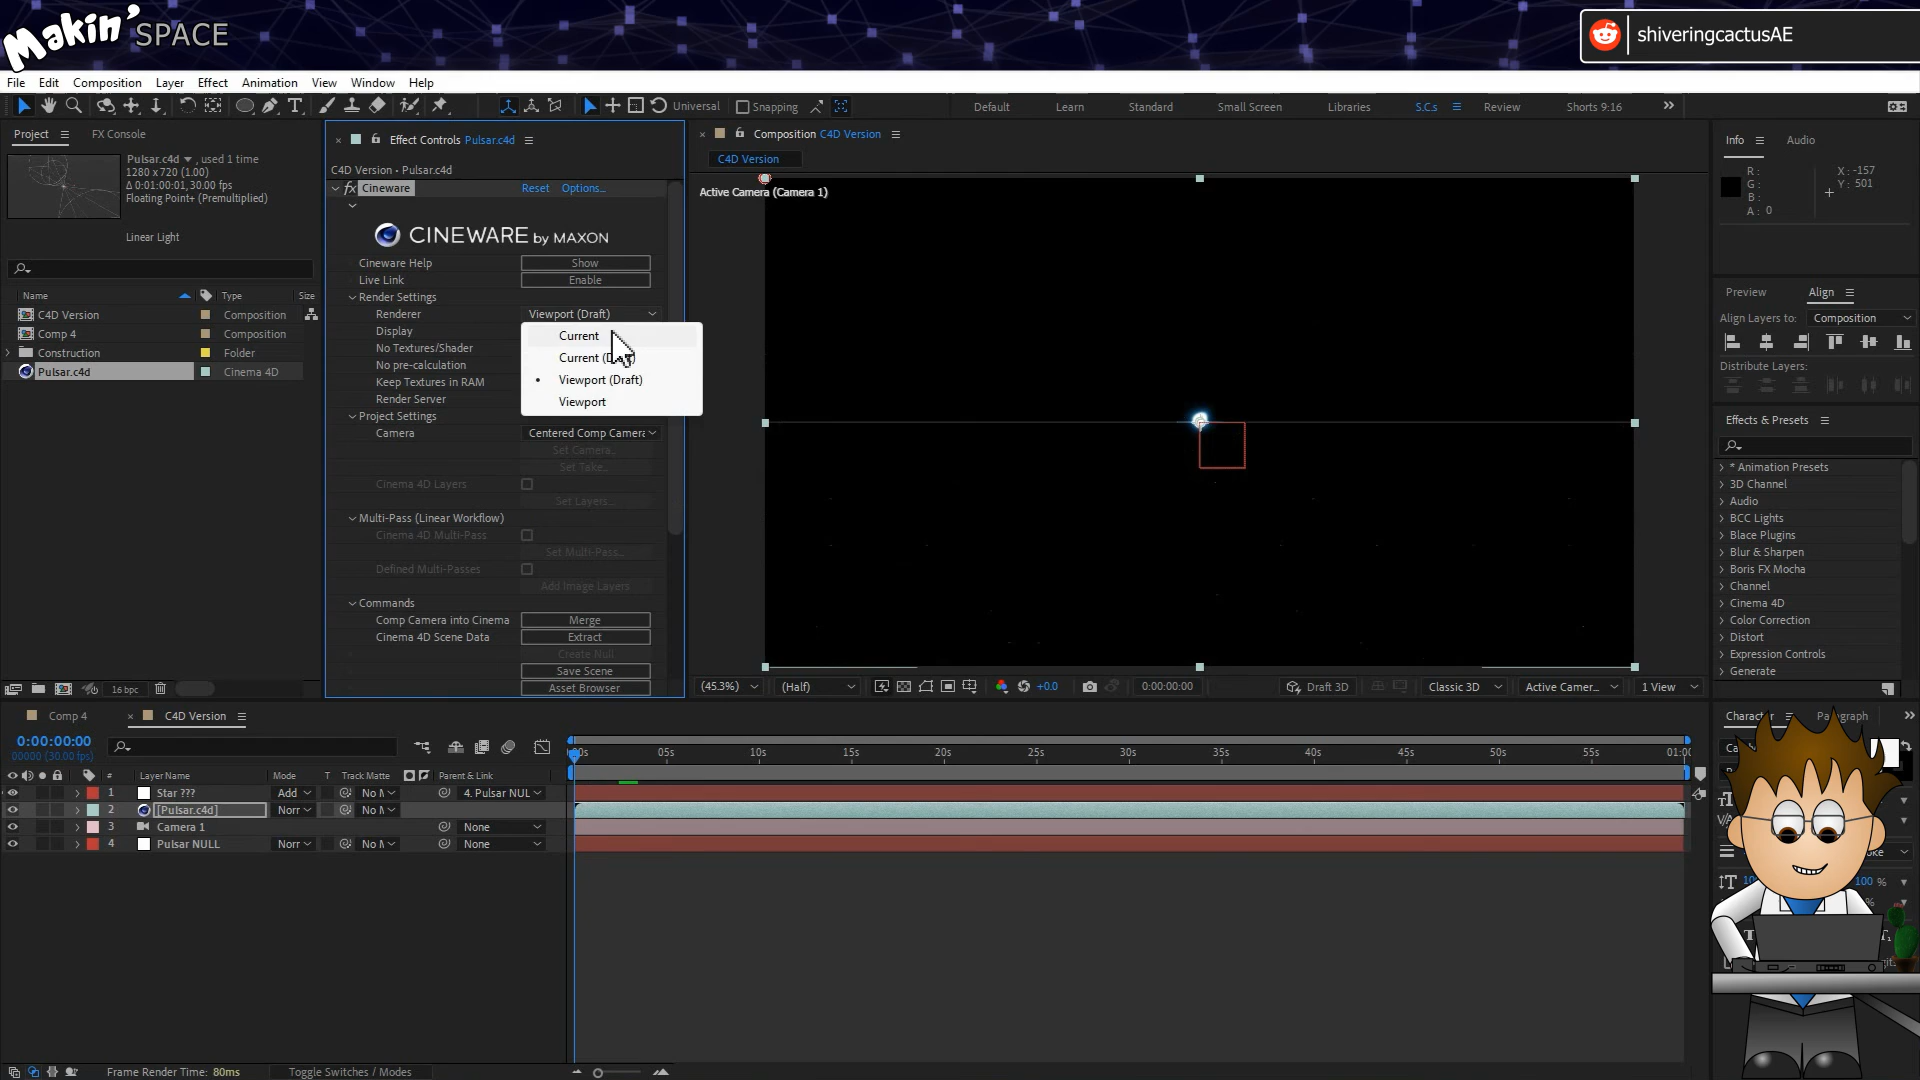 Makin' SPACE
shiveringcactusAE
File Edit Composition Layer Effect Animation View Window Help
Universal Snapping Default Learn Standard Small Screen Libraries S.C.s Review Shorts 9:16
Project FX Console
Pulsar.c4d , used 1 time
1280 x 720 (1.00)
Δ 0:01:00:01, 30.00 fps
Floating Point+ (Premultiplied)
Linear Light
Name Type Size
C4D Version Composition
Comp 4 Composition
Construction Folder
Pulsar.c4d Cinema 4D
16 bpc
Effect Controls Pulsar.c4d
C4D Version • Pulsar.c4d
fx Cineware Reset Options...
CINEWARE by MAXON
Cineware Help Show
Live Link Enable
Render Settings
Renderer Viewport (Draft)
Display
No Textures/Shader
No pre-calculation
Keep Textures in RAM
Render Server
Current
Current
Viewport (Draft)
Viewport
Project Settings
Camera Centered Comp Camera
Set Camera...
Set Take...
Cinema 4D Layers
Set Layers...
Multi-Pass (Linear Workflow)
Cinema 4D Multi-Pass
Set Multi-Pass...
Defined Multi-Passes
Add Image Layers
Commands
Comp Camera into Cinema Merge
Cinema 4D Scene Data Extract
Create Null
Save Scene
Asset Browser
Composition C4D Version
C4D Version
Active Camera (Camera 1)
(45.3%) (Half) +0.0 0:00:00:00 Draft 3D Classic 3D Active Camer... 1 View
Info Audio
R :
G :
B :
A : 0
X : -157
Y : 501
Preview Align
Align Layers to: Composition
Distribute Layers:
Effects & Presets
* Animation Presets
3D Channel
Audio
BCC Lights
Blace Plugins
Blur & Sharpen
Boris FX Mocha
Channel
Cinema 4D
Color Correction
Distort
Expression Controls
Generate
Comp 4 C4D Version
0:00:00:00
00000 (30.00 fps)
# Layer Name Mode T Track Matte Parent & Link
1 Star ??? Add No M 4. Pulsar NUL
2 [Pulsar.c4d] Norr No M
3 Camera 1 None
4 Pulsar NULL Norr No M None
05s 10s 15s 20s 25s 30s 35s 40s 45s 50s 55s
Character Paragraph
100 %
Frame Render Time: 80ms Toggle Switches / Modes